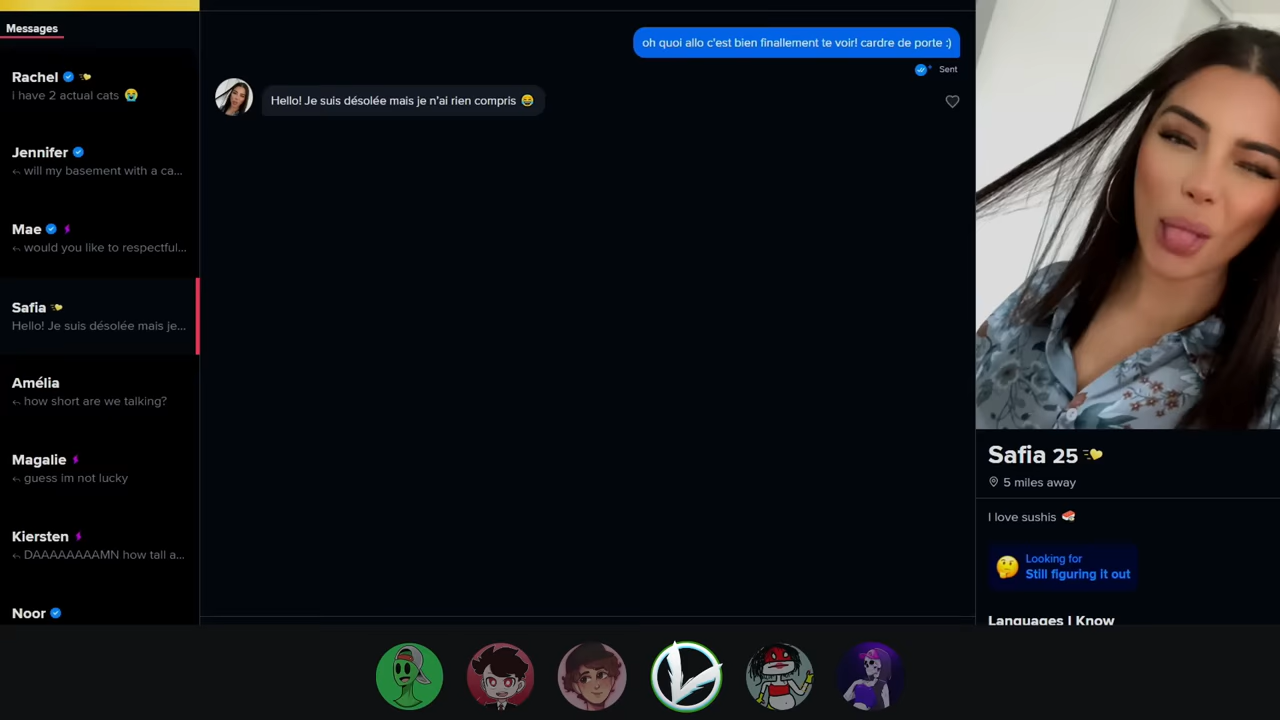 Messages
Rachel
i have 2 actual cats 😭
Jennifer
will my basement with a ca...
Mae
would you like to respectful...
Safia
Hello! Je suis désolée mais je...
Amélia
how short are we talking?
Magalie
guess im not lucky
Kiersten
DAAAAAAAAMN how tall a...
Noor
oh quoi allo c'est bien finallement te voir! cardre de porte :)
Sent
Hello! Je suis désolée mais je n'ai rien compris 😅
Safia 25
5 miles away
I love sushis 🍣
Looking for
Still figuring it out
Languages I Know